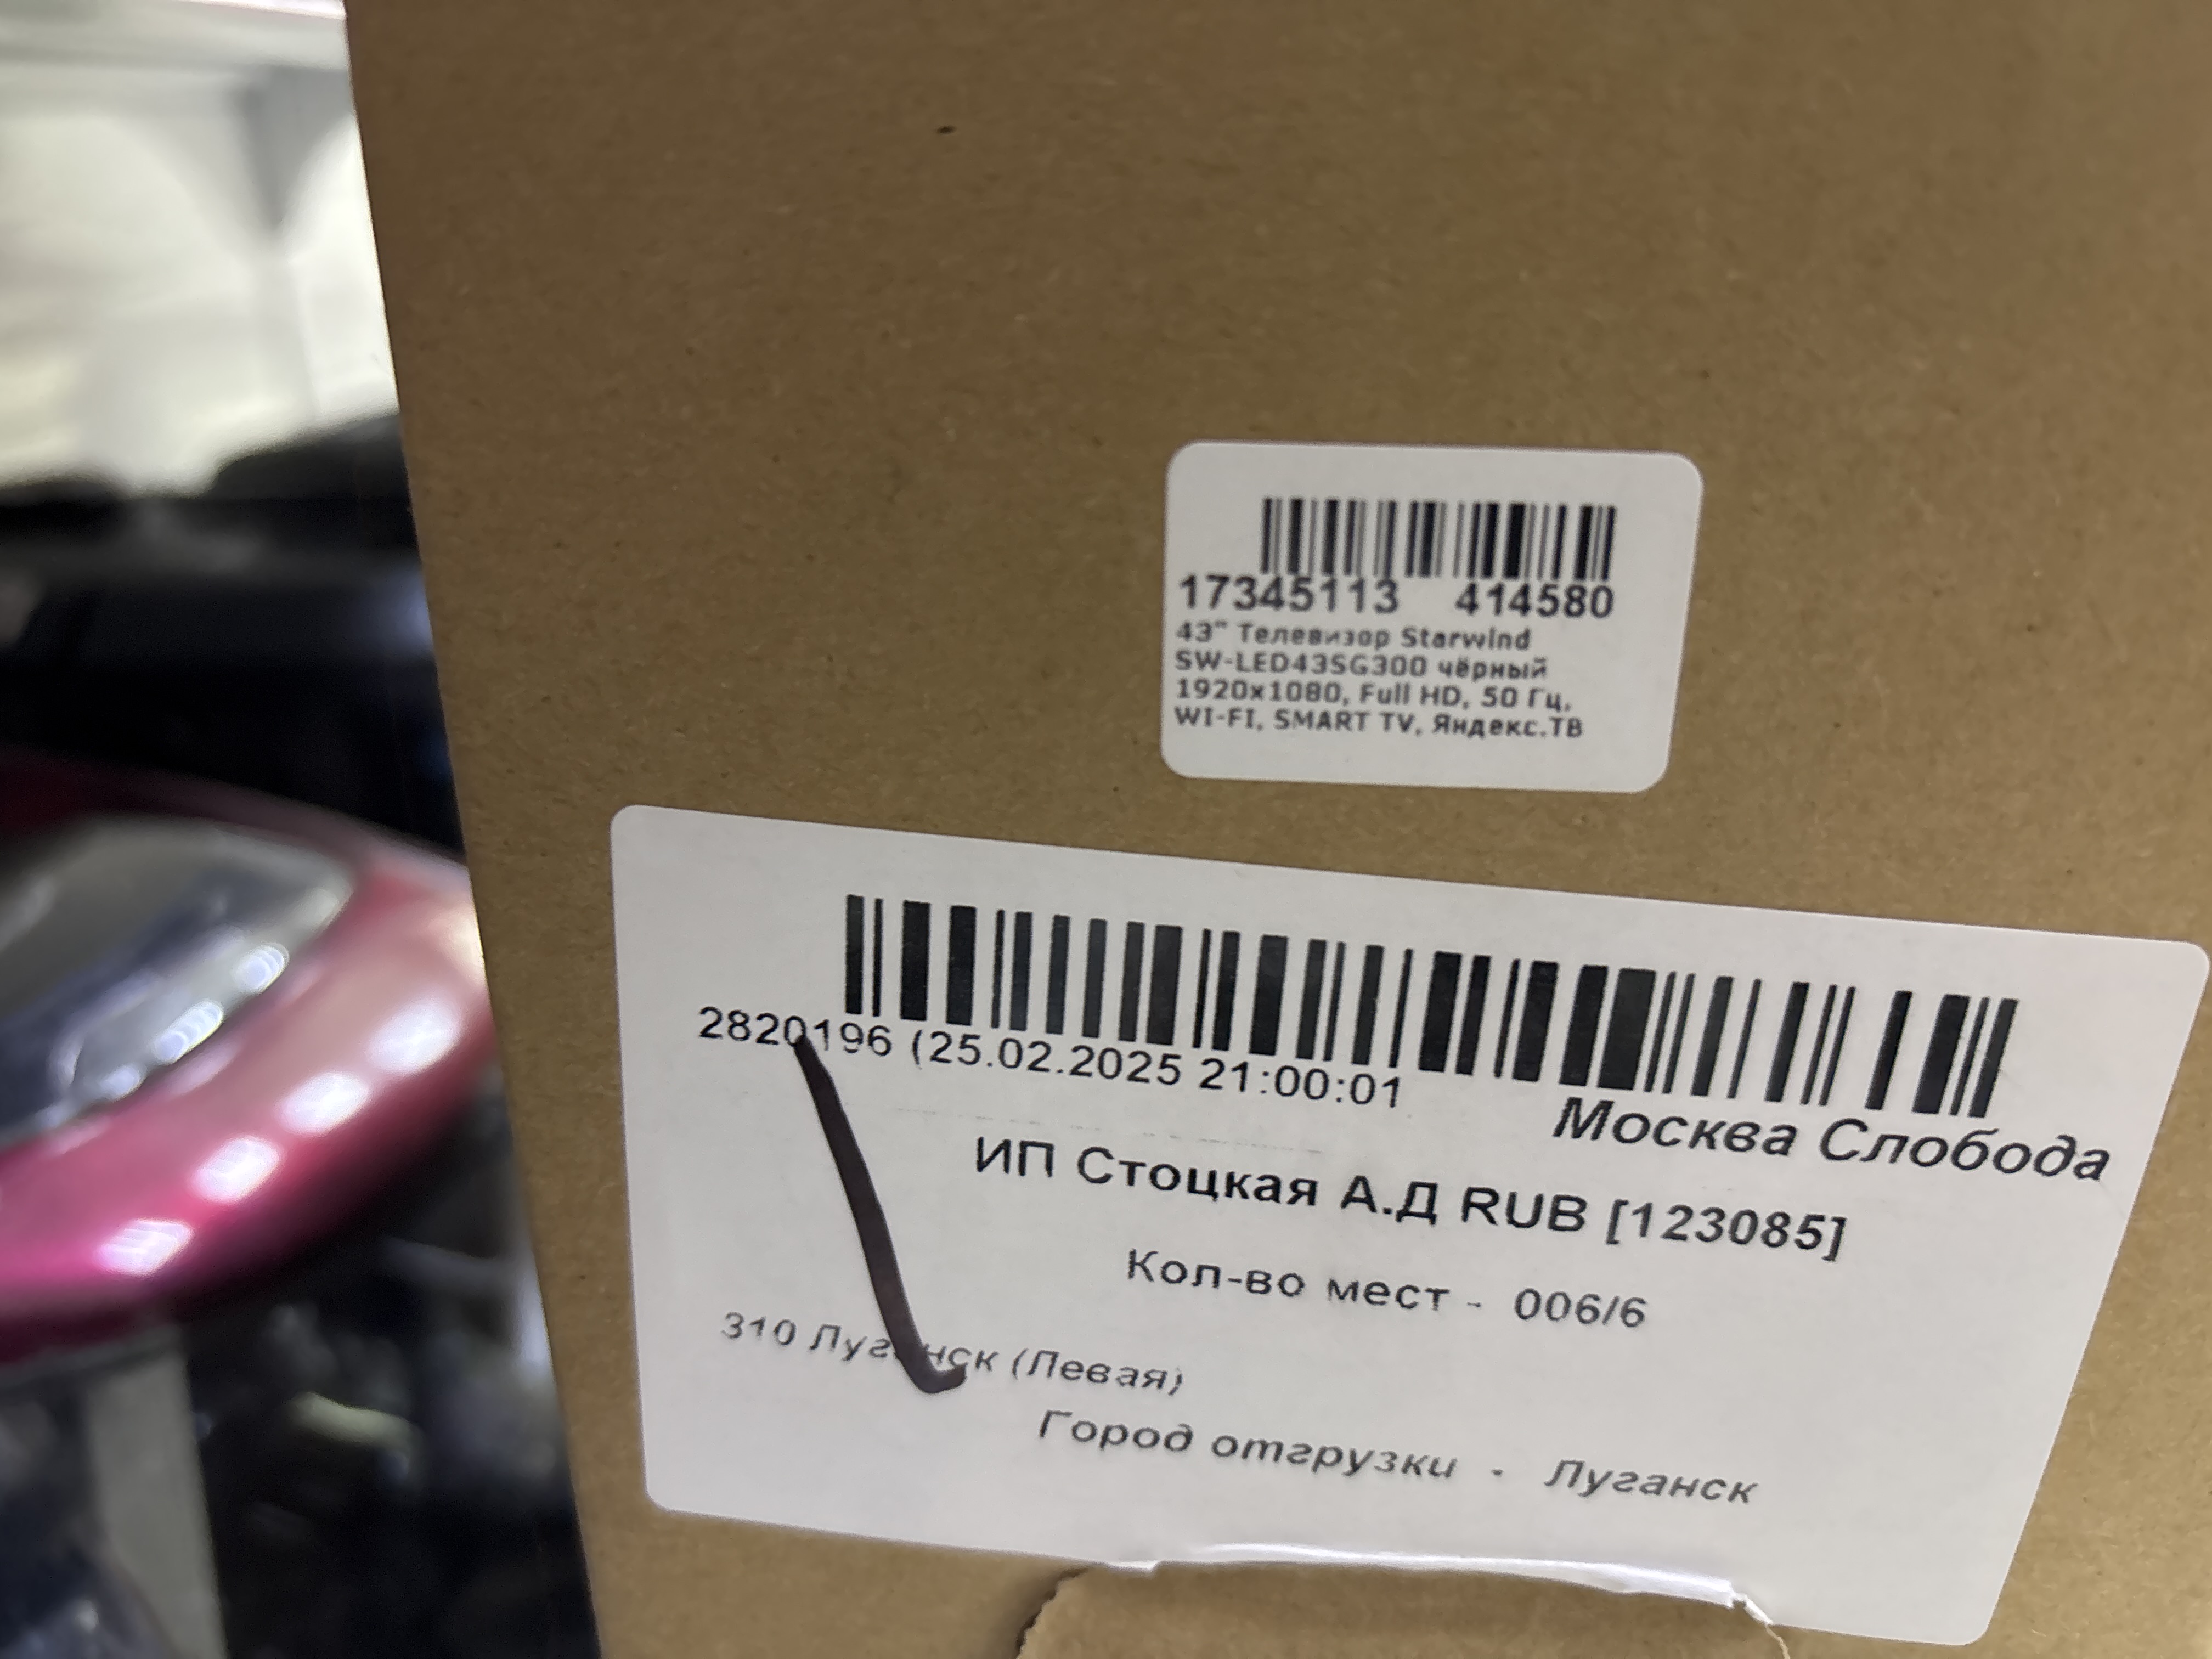 17345113 414580
43" Телевизор Starwind
SW-LED43SG300 чёрный
1920x1080, Full HD, 50 Гц,
WI-FI, SMART TV, Яндекс.ТВ
2820196 (25.02.2025 21:00:01
Москва Слобода
ИП Стоцкая А.Д RUB [123085]
Кол-во мест - 006/6
310 Луганск (Левая)
Город отгрузки - Луганск